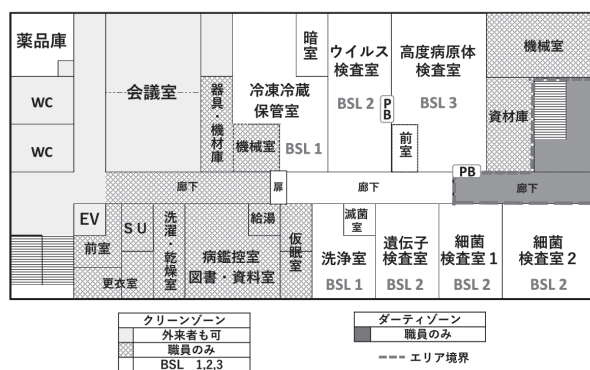 薬品庫
WC
WC
会議室
器具・機材庫
冷凍冷蔵
保管室
機械室
BSL 1
暗室
ウイルス
検査室
BSL 2
PB
高度病原体
検査室
BSL 3
前室
機械室
資材庫
PB
廊下
扉
廊下
廊下
EV
前室
SU
更衣室
洗濯・乾燥室
給湯
病鑑控室
図書・資料室
仮眠室
滅菌室
洗浄室
BSL 1
遺伝子
検査室
BSL 2
細菌
検査室1
BSL 2
細菌
検査室2
BSL 2
クリーンゾーン
外来者も可
職員のみ
BSL 1,2,3
ダーティゾーン
職員のみ
エリア境界